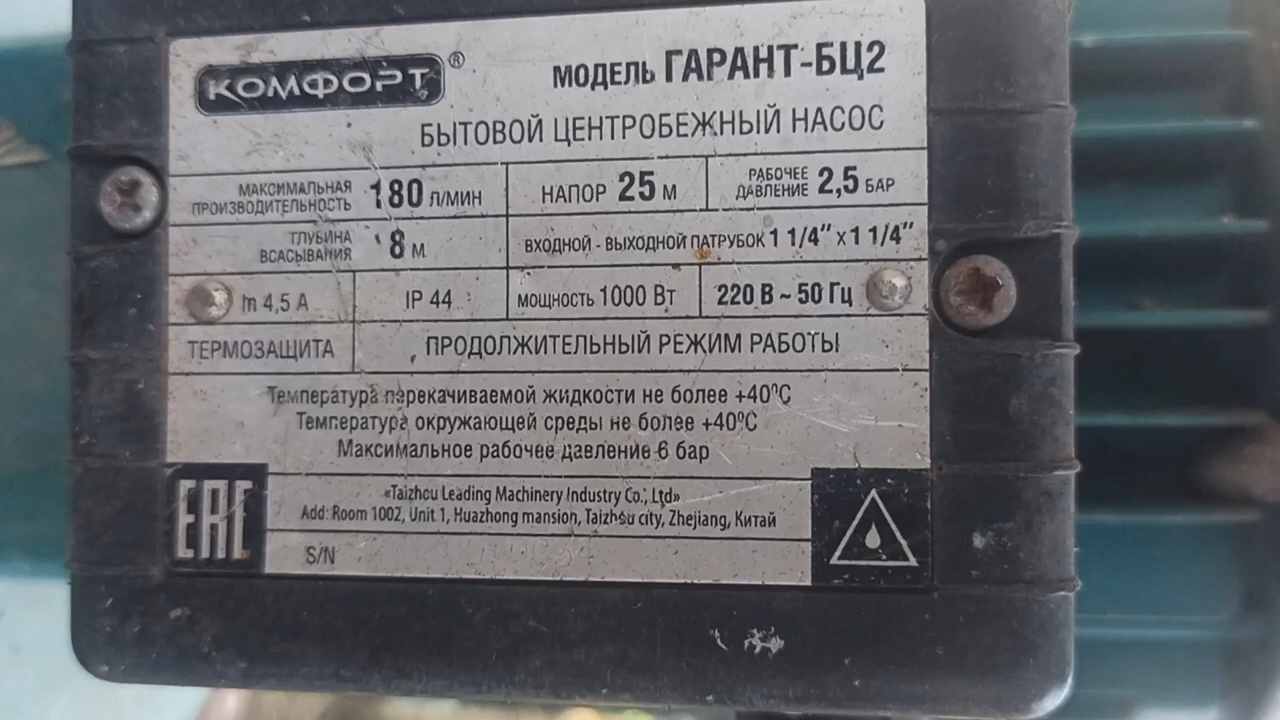 КОМФОРТ®
МОДЕЛЬ ГАРАНТ-БЦ2
БЫТОВОЙ ЦЕНТРОБЕЖНЫЙ НАСОС
МАКСИМАЛЬНАЯ ПРОИЗВОДИТЕЛЬНОСТЬ 180 Л/МИН
НАПОР 25 М
РАБОЧЕЕ ДАВЛЕНИЕ 2,5 БАР
ГЛУБИНА ВСАСЫВАНИЯ 8 М
ВХОДНОЙ - ВЫХОДНОЙ ПАТРУБОК 1 1/4" x 1 1/4"
In 4,5 А
IP 44
МОЩНОСТЬ 1000 Вт
220 В ~ 50 Гц
ТЕРМОЗАЩИТА
ПРОДОЛЖИТЕЛЬНЫЙ РЕЖИМ РАБОТЫ
Температура перекачиваемой жидкости не более +40⁰С
Температура окружающей среды не более +40⁰С
Максимальное рабочее давление 6 бар
EAC
«Taizhou Leading Machinery Industry Co., Ltd»
Add: Room 1002, Unit 1, Huazhong mansion, Taizhou city, Zhejiang, Китай
S/N